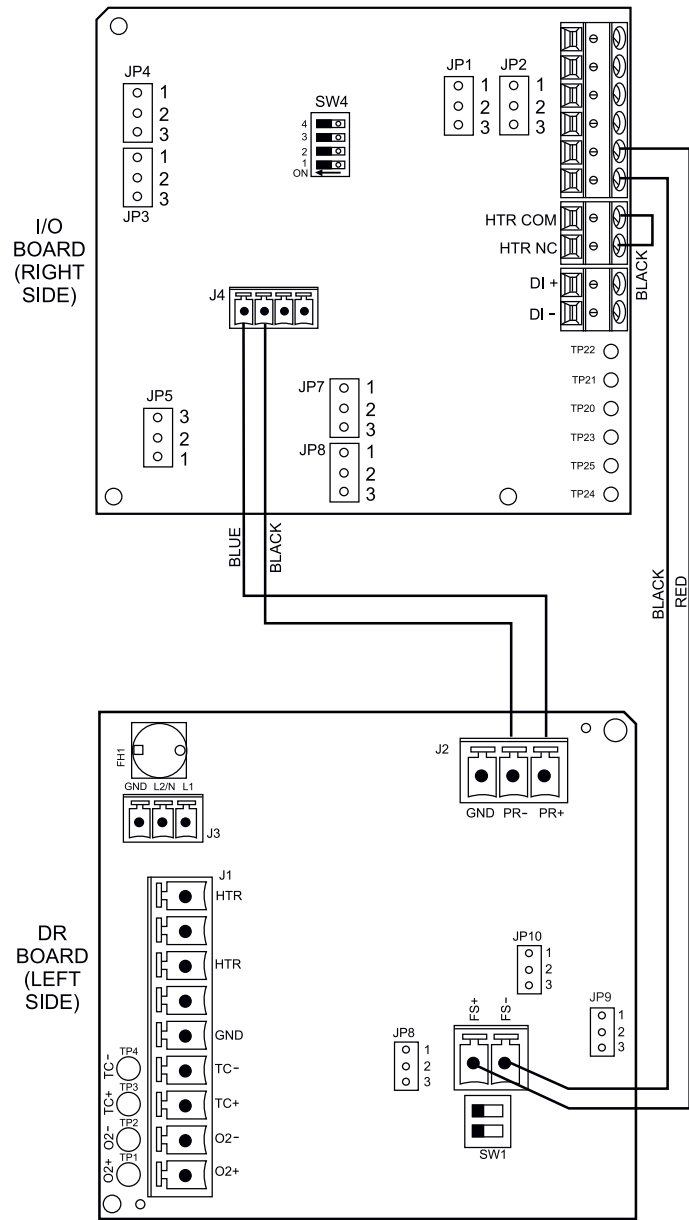 JP4
1
2
3
1
2
3
JP3
SW4
4
3
2
1
ON
JP1
1
2
3
JP2
1
2
3
I/O
BOARD
(RIGHT
SIDE)
HTR COM
HTR NC
BLACK
DI +
DI -
J4
TP22
TP21
TP20
TP23
TP25
TP24
JP5
3
2
1
JP7
1
2
3
JP8
1
2
3
BLUE
BLACK
BLACK
RED
FH1
GND L2/N L1
J3
J2
GND PR- PR+
J1
HTR
HTR
GND
TC-
TC+
O2-
O2+
DR
BOARD
(LEFT
SIDE)
TC-
TP4
TC+
TP3
O2-
TP2
O2+
TP1
JP10
1
2
3
JP9
1
2
3
JP8
1
2
3
FS+
FS-
SW1